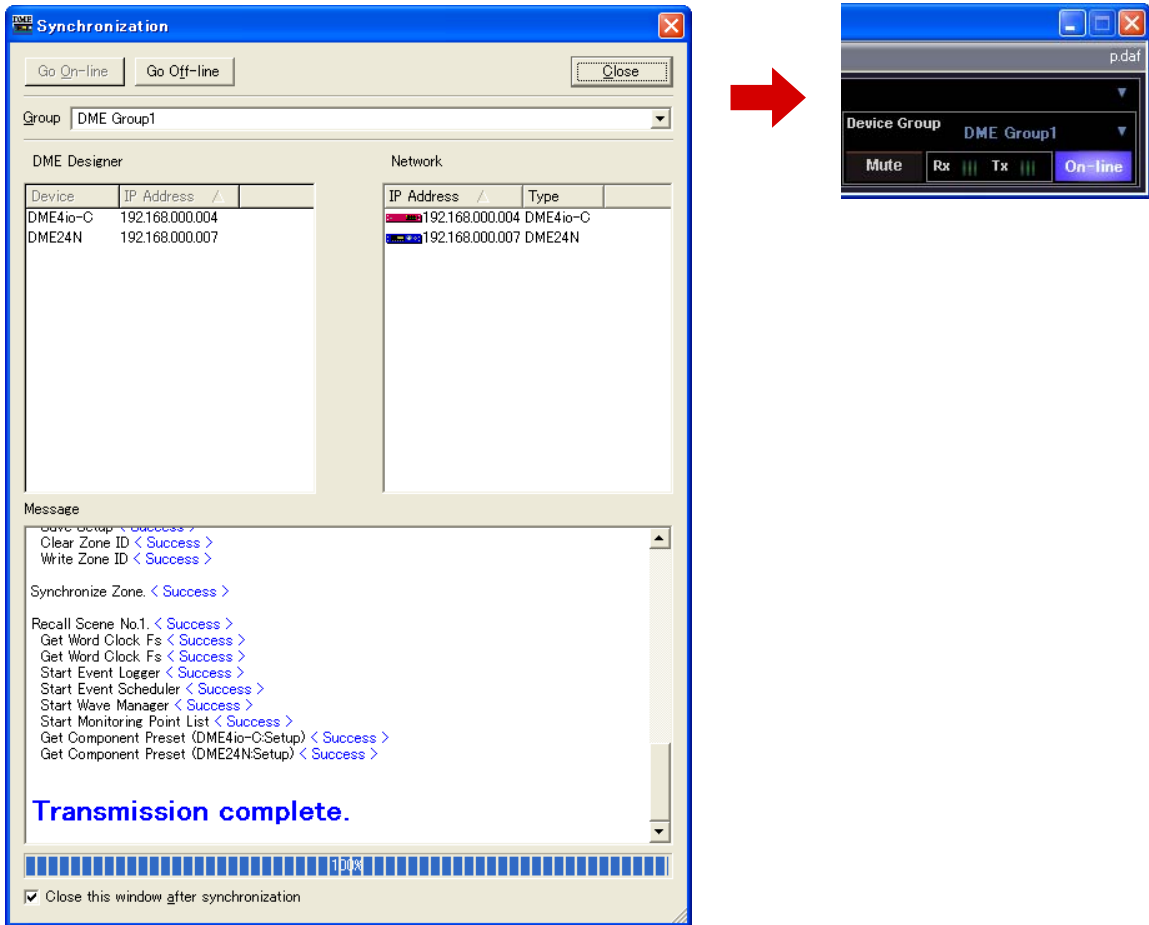 DME
Synchronization
Go On-line Go Off-line Close
Group DME Group1
DME Designer Network
Device IP Address
DME4io-C 192.168.000.004
DME24N 192.168.000.007
IP Address Type
192.168.000.004 DME4io-C
192.168.000.007 DME24N
Message
Save Setup < Success >
Clear Zone ID < Success >
Write Zone ID < Success >
Synchronize Zone. < Success >
Recall Scene No.1. < Success >
Get Word Clock Fs < Success >
Get Word Clock Fs < Success >
Start Event Logger < Success >
Start Event Scheduler < Success >
Start Wave Manager < Success >
Start Monitoring Point List < Success >
Get Component Preset (DME4io-C:Setup) < Success >
Get Component Preset (DME24N:Setup) < Success >
Transmission complete.
100%
Close this window after synchronization
p.daf
Device Group DME Group1
Mute Rx Tx On-line